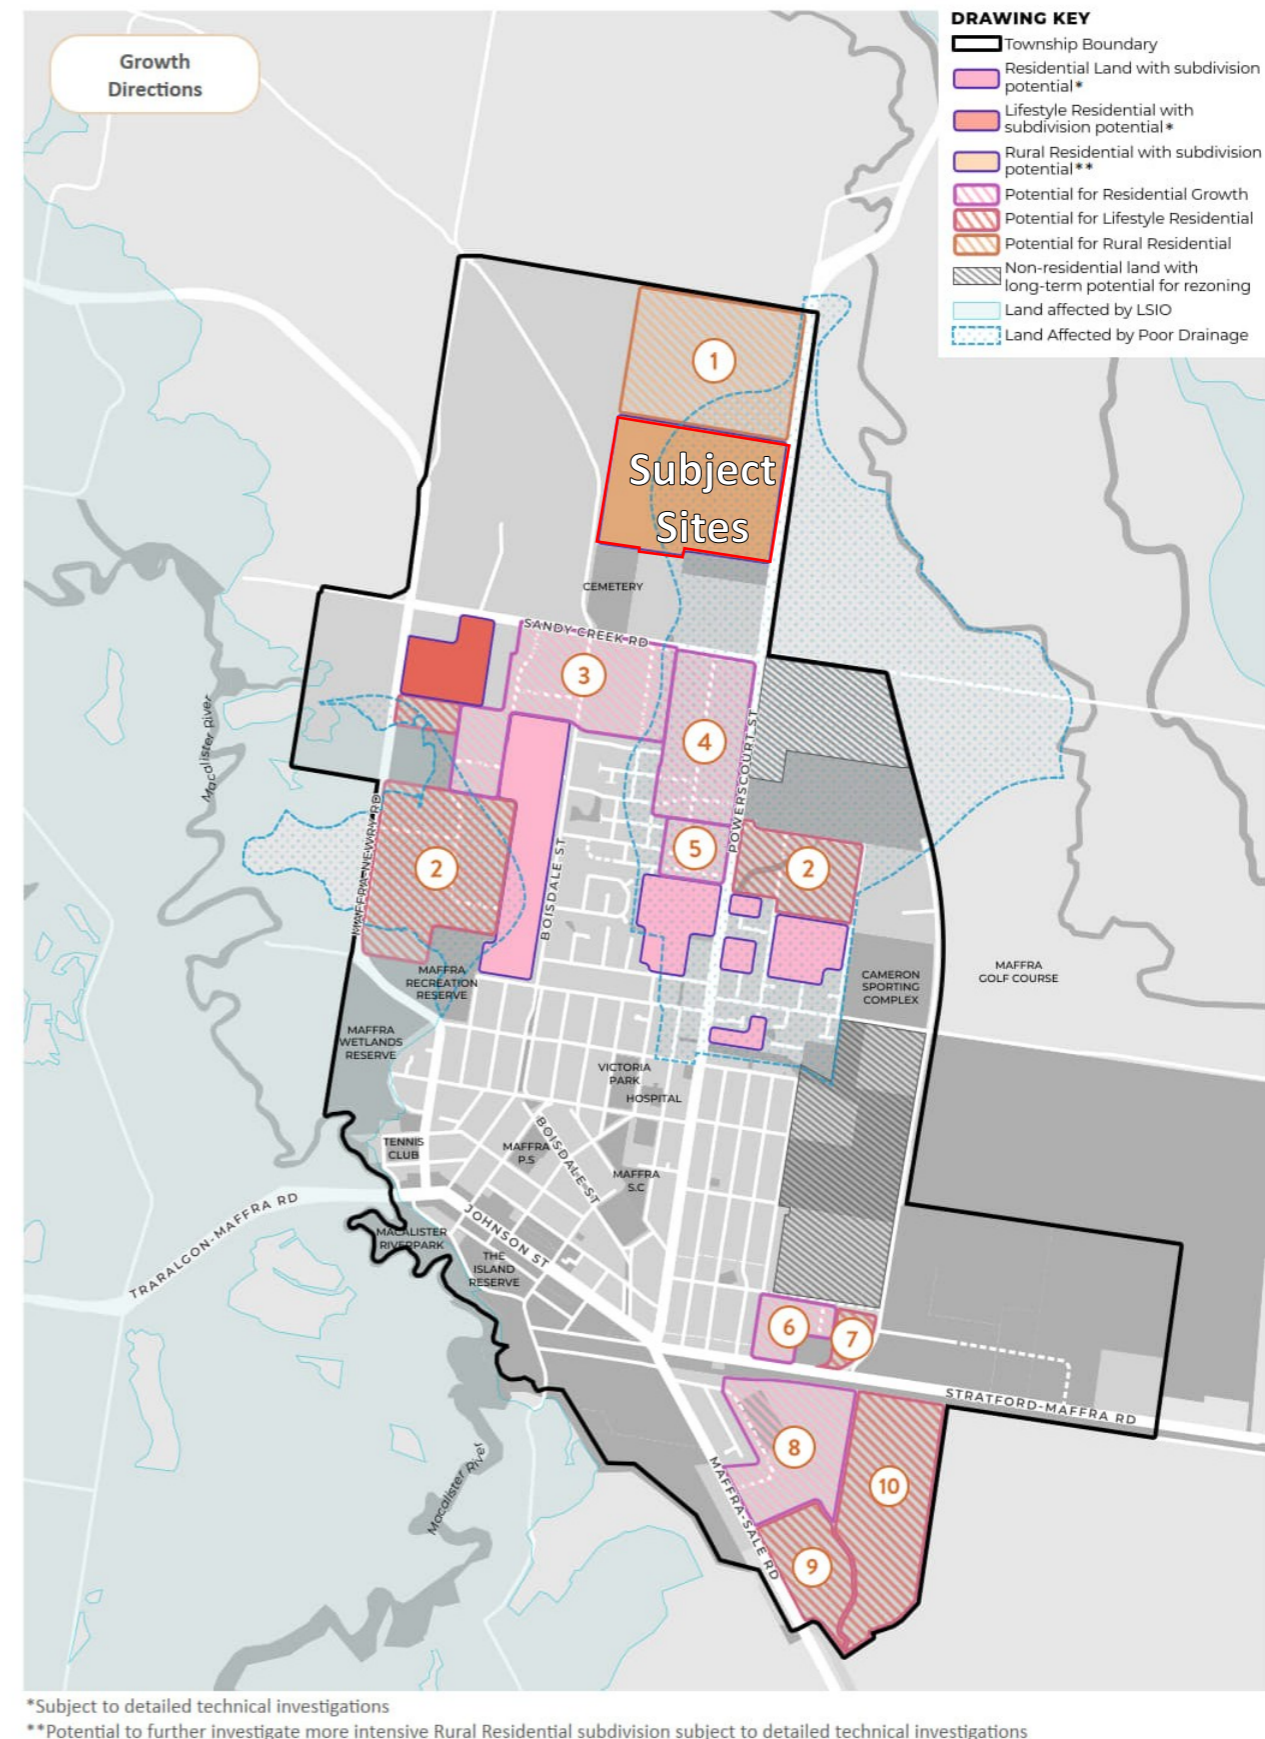 Growth
Directions
DRAWING KEY
Township Boundary
Residential Land with subdivision
potential*
Lifestyle Residential with
subdivision potential*
Rural Residential with subdivision
potential**
Potential for Residential Growth
Potential for Lifestyle Residential
Potential for Rural Residential
Non-residential land with
long-term potential for rezoning
Land affected by LSIO
Land Affected by Poor Drainage
1
Subject
Sites
CEMETERY
SANDY CREEK RD
3
4
Macalister River
POWERSCOURT ST
MAFFRA-NEWRY RD
BOISDALE ST
5
2
2
MAFFRA
RECREATION
RESERVE
CAMERON
SPORTING
COMPLEX
MAFFRA
GOLF COURSE
MAFFRA
WETLANDS
RESERVE
VICTORIA
PARK
HOSPITAL
TENNIS
CLUB
MAFFRA
P.S
BOISDALE ST
MAFFRA
S.C
TRARALGON-MAFFRA RD
MACALISTER
RIVERPARK
JOHNSON ST
THE
ISLAND
RESERVE
6
7
STRATFORD-MAFFRA RD
8
10
MAFFRA-SALE RD
Macalister River
9
*Subject to detailed technical investigations
**Potential to further investigate more intensive Rural Residential subdivision subject to detailed technical investigations